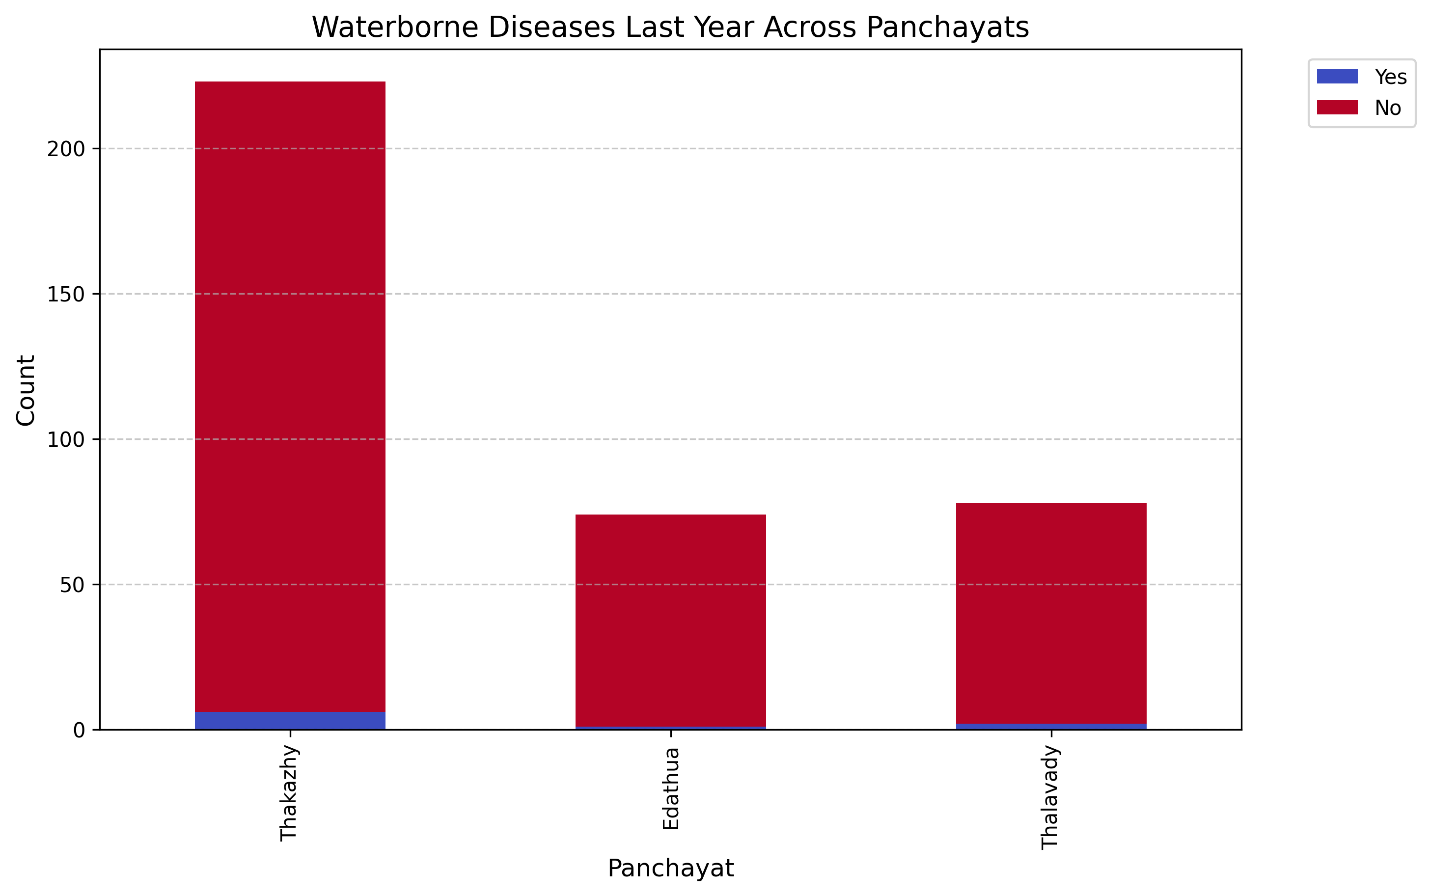 Waterborne Diseases Last Year Across Panchayats
Yes
No
200
150
100
50
0
Count
Thakazhy
Edathua
Thalavady
Panchayat